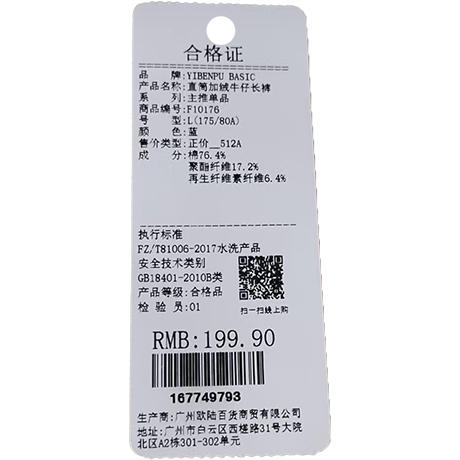 合格证
品 牌:YIBENPU BASIC
产品名称:直筒加绒牛仔长裤
系 列:主推单品
商品编号:F10176
号 型:L(175/80A)
颜 色:蓝
售价类型:正价__512A
成 分:棉76.4%
聚酯纤维17.2%
再生纤维素纤维6.4%
执行标准
FZ/T81006-2017水洗产品
安全技术类别
GB18401-2010B类
产品等级:合格品
检 验 员:01
扫一扫线上购
RMB:199.90
167749793
生产商:广州欧陆百货商贸有限公司
地址:广州市白云区西槎路31号大院
北区A2栋301-302单元